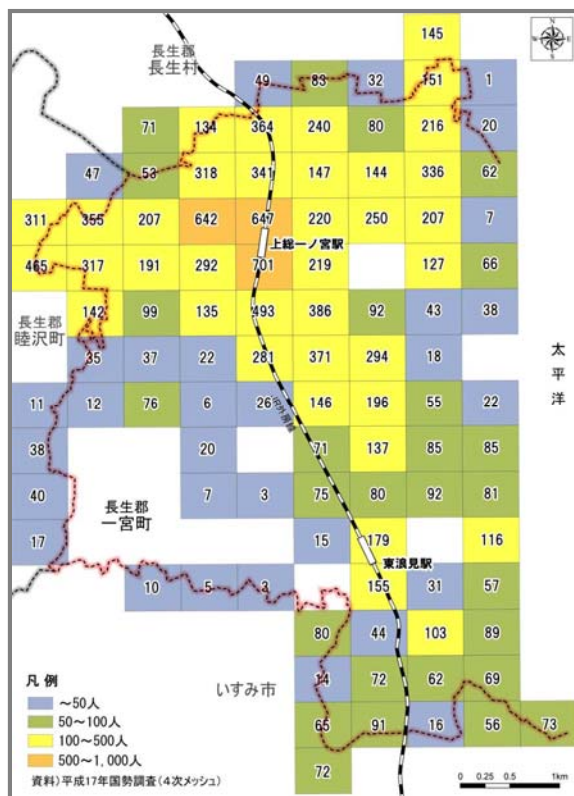 145
長生郡
長生村
N
W E
S
49 83 32 151 1
71 134 364 240 80 216 20
47 53 318 341 147 144 336 62
311 355 207 642 647 220 250 207 7
上総一ノ宮駅
465 317 191 292 701 219 127 66
142 99 135 493 386 92 43 38
長生郡
睦沢町
35 37 22 281 371 294 18
太平洋
11 12 76 6 26 146 196 55 22
JR外房線
38 20 71 137 85 85
40 7 3 75 80 92 81
長生郡
一宮町
17 15 179 116
東浪見駅
10 5 3 155 31 57
80 44 103 89
凡例
14 72 62 69
いすみ市
～50人
50～100人
100～500人
500～1,000人
65 91 16 56 73
資料）平成17年国勢調査（4次メッシュ）
72
0 0.25 0.5 1km